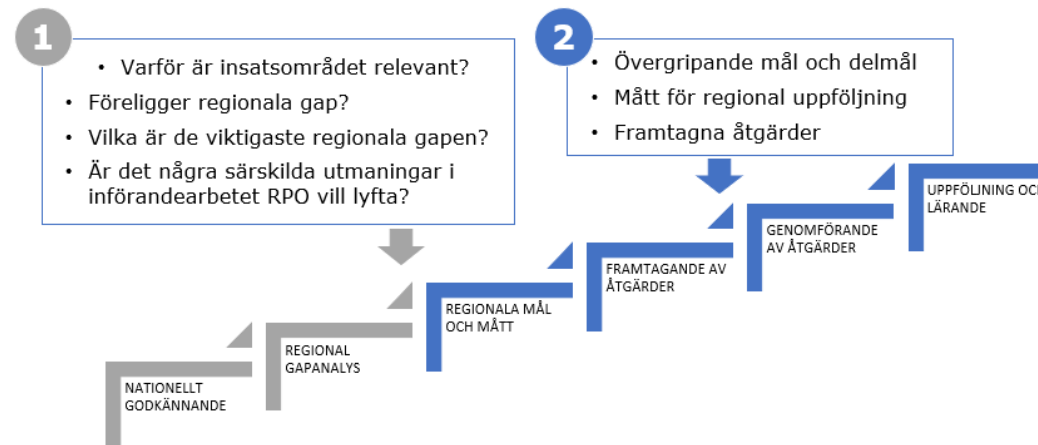 1
• Varför är insatsområdet relevant?
• Föreligger regionala gap?
• Vilka är de viktigaste regionala gapen?
• Är det några särskilda utmaningar i
införandearbetet RPO vill lyfta?
2
• Övergripande mål och delmål
• Mått för regional uppföljning
• Framtagna åtgärder
NATIONELLT
GODKÄNNANDE
REGIONAL
GAPANALYS
REGIONALA MÅL
OCH MÅTT
FRAMTAGANDE AV
ÅTGÄRDER
GENOMFÖRANDE
AV ÅTGÄRDER
UPPFÖLJNING OCH
LÄRANDE